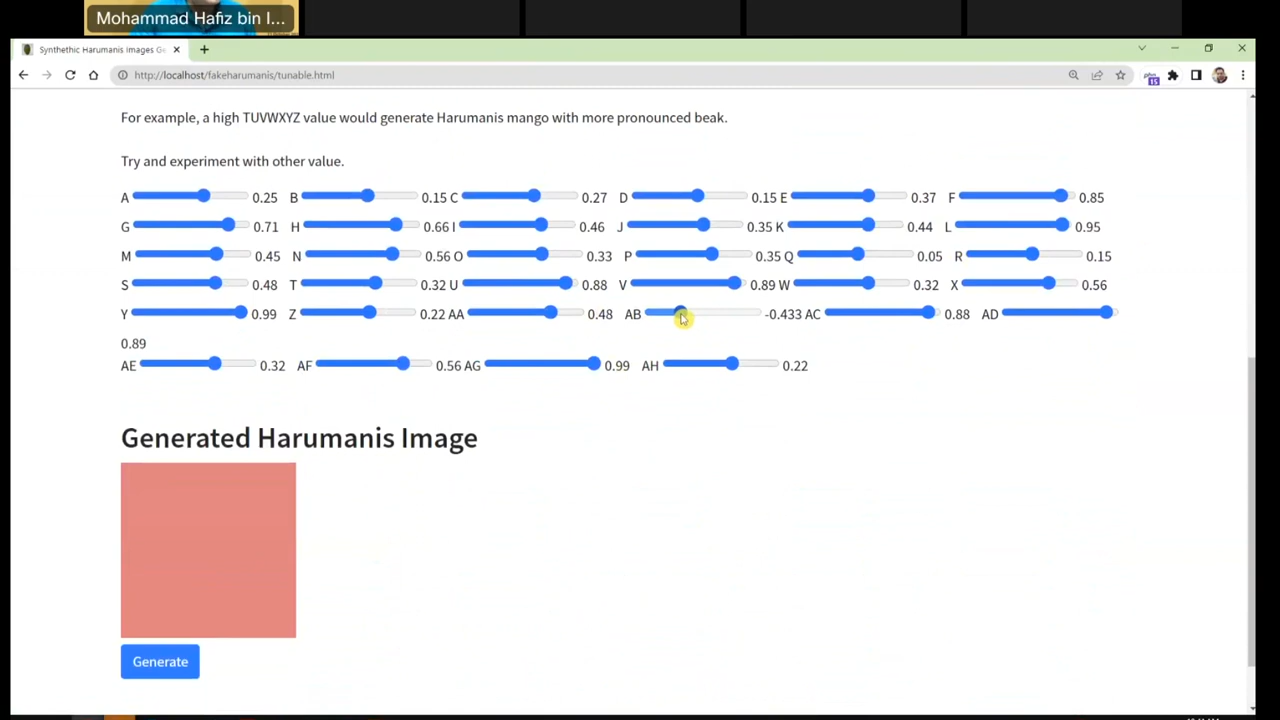 Mohammad Hafiz bin I...
Synthethic Harumanis Images Ge
http://localhost/fakeharumanis/tunable.html
15
For example, a high TUVWXYZ value would generate Harumanis mango with more pronounced beak.
Try and experiment with other value.
A 0.25 B 0.15 C 0.27 D 0.15 E 0.37 F 0.85
G 0.71 H 0.66 I 0.46 J 0.35 K 0.44 L 0.95
M 0.45 N 0.56 O 0.33 P 0.35 Q 0.05 R 0.15
S 0.48 T 0.32 U 0.88 V 0.89 W 0.32 X 0.56
Y 0.99 Z 0.22 AA 0.48 AB -0.433 AC 0.88 AD
0.89
AE 0.32 AF 0.56 AG 0.99 AH 0.22
Generated Harumanis Image
Generate